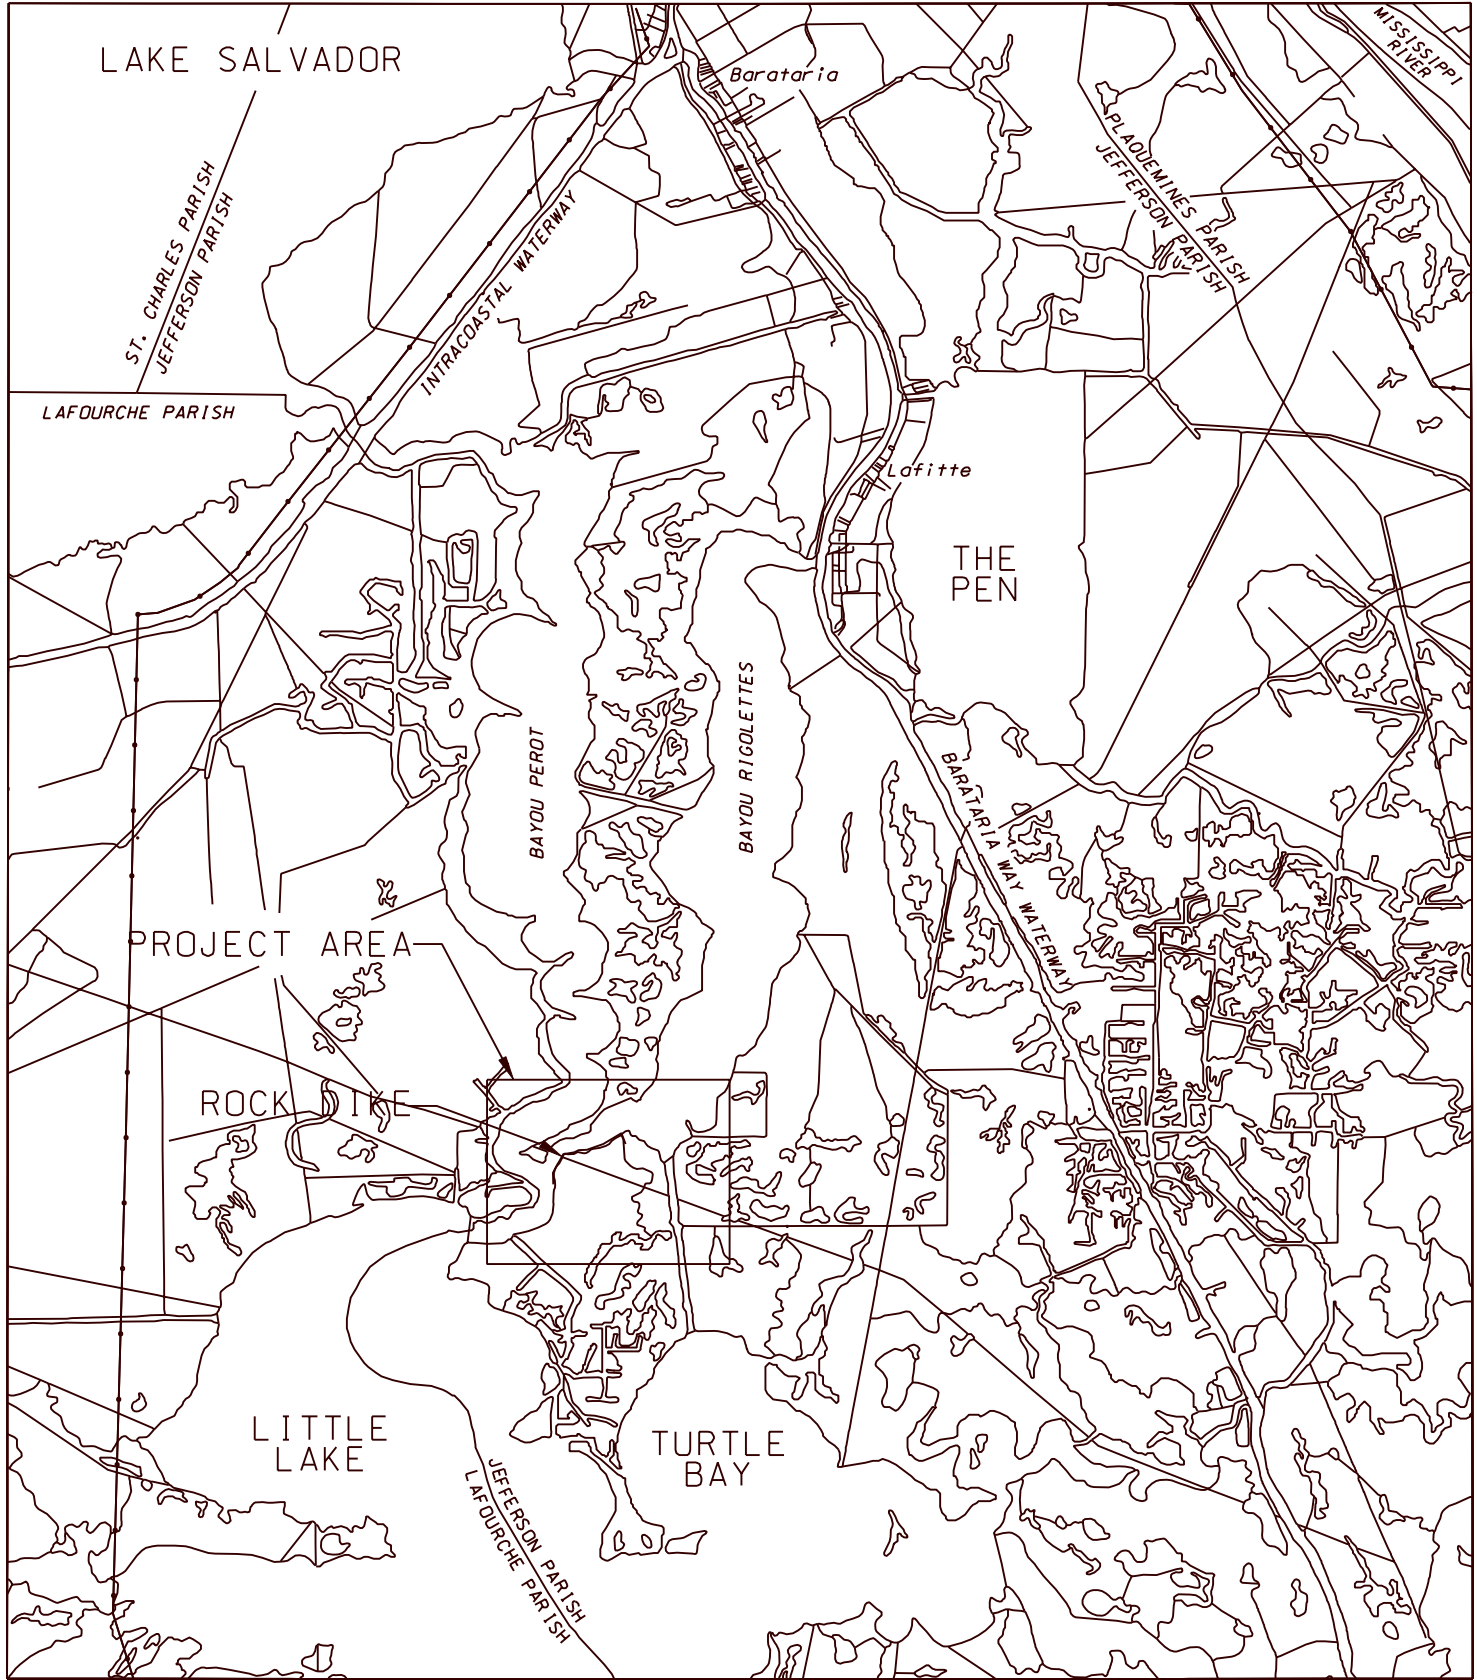 LAKE SALVADOR
MISSISSIPPI
RIVER
Barataria
PLAQUEMINES PARISH
JEFFERSON PARISH
ST. CHARLES PARISH
JEFFERSON PARISH
INTRACOASTAL WATERWAY
LAFOURCHE PARISH
Lafitte
THE
PEN
BAYOU PEROT
BAYOU RIGOLETTES
BARATARIA WAY WATERWAY
PROJECT AREA
ROCK DIKE
LITTLE
LAKE
TURTLE
BAY
JEFFERSON PARISH
LAFOURCHE PARISH